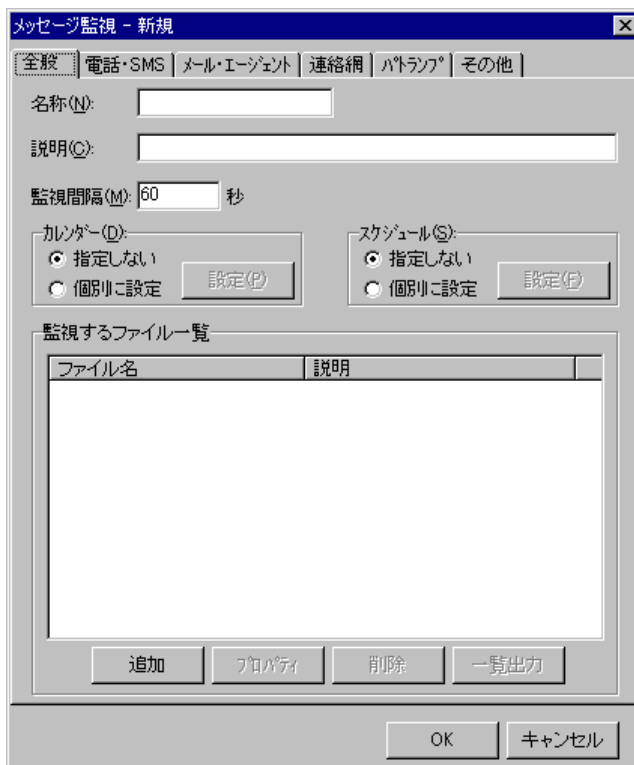 メッセージ監視 - 新規
全般 電話・SMS メール・エージェント 連絡網 パトランプ その他
名称(N):
説明(C):
監視間隔(M): 60 秒
カレンダー(D): スケジュール(S):
指定しない 指定しない
個別に設定 設定(P) 個別に設定 設定(F)
監視するファイル一覧
ファイル名 説明
追加 プロパティ 削除 一覧出力
OK キャンセル